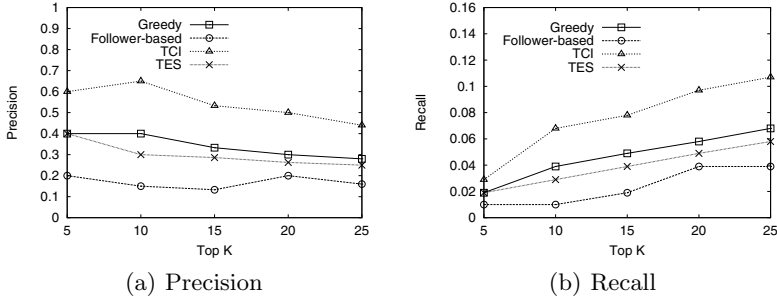 1
0.9
0.8
0.7
0.6
0.5
0.4
0.3
0.2
0.1
0
5 10 15 20 25
Precision
Top K
Greedy
Follower-based
TCI
TES
(a) Precision
0.16
0.14
0.12
0.1
0.08
0.06
0.04
0.02
0
5 10 15 20 25
Recall
Top K
Greedy
Follower-based
TCI
TES
(b) Recall